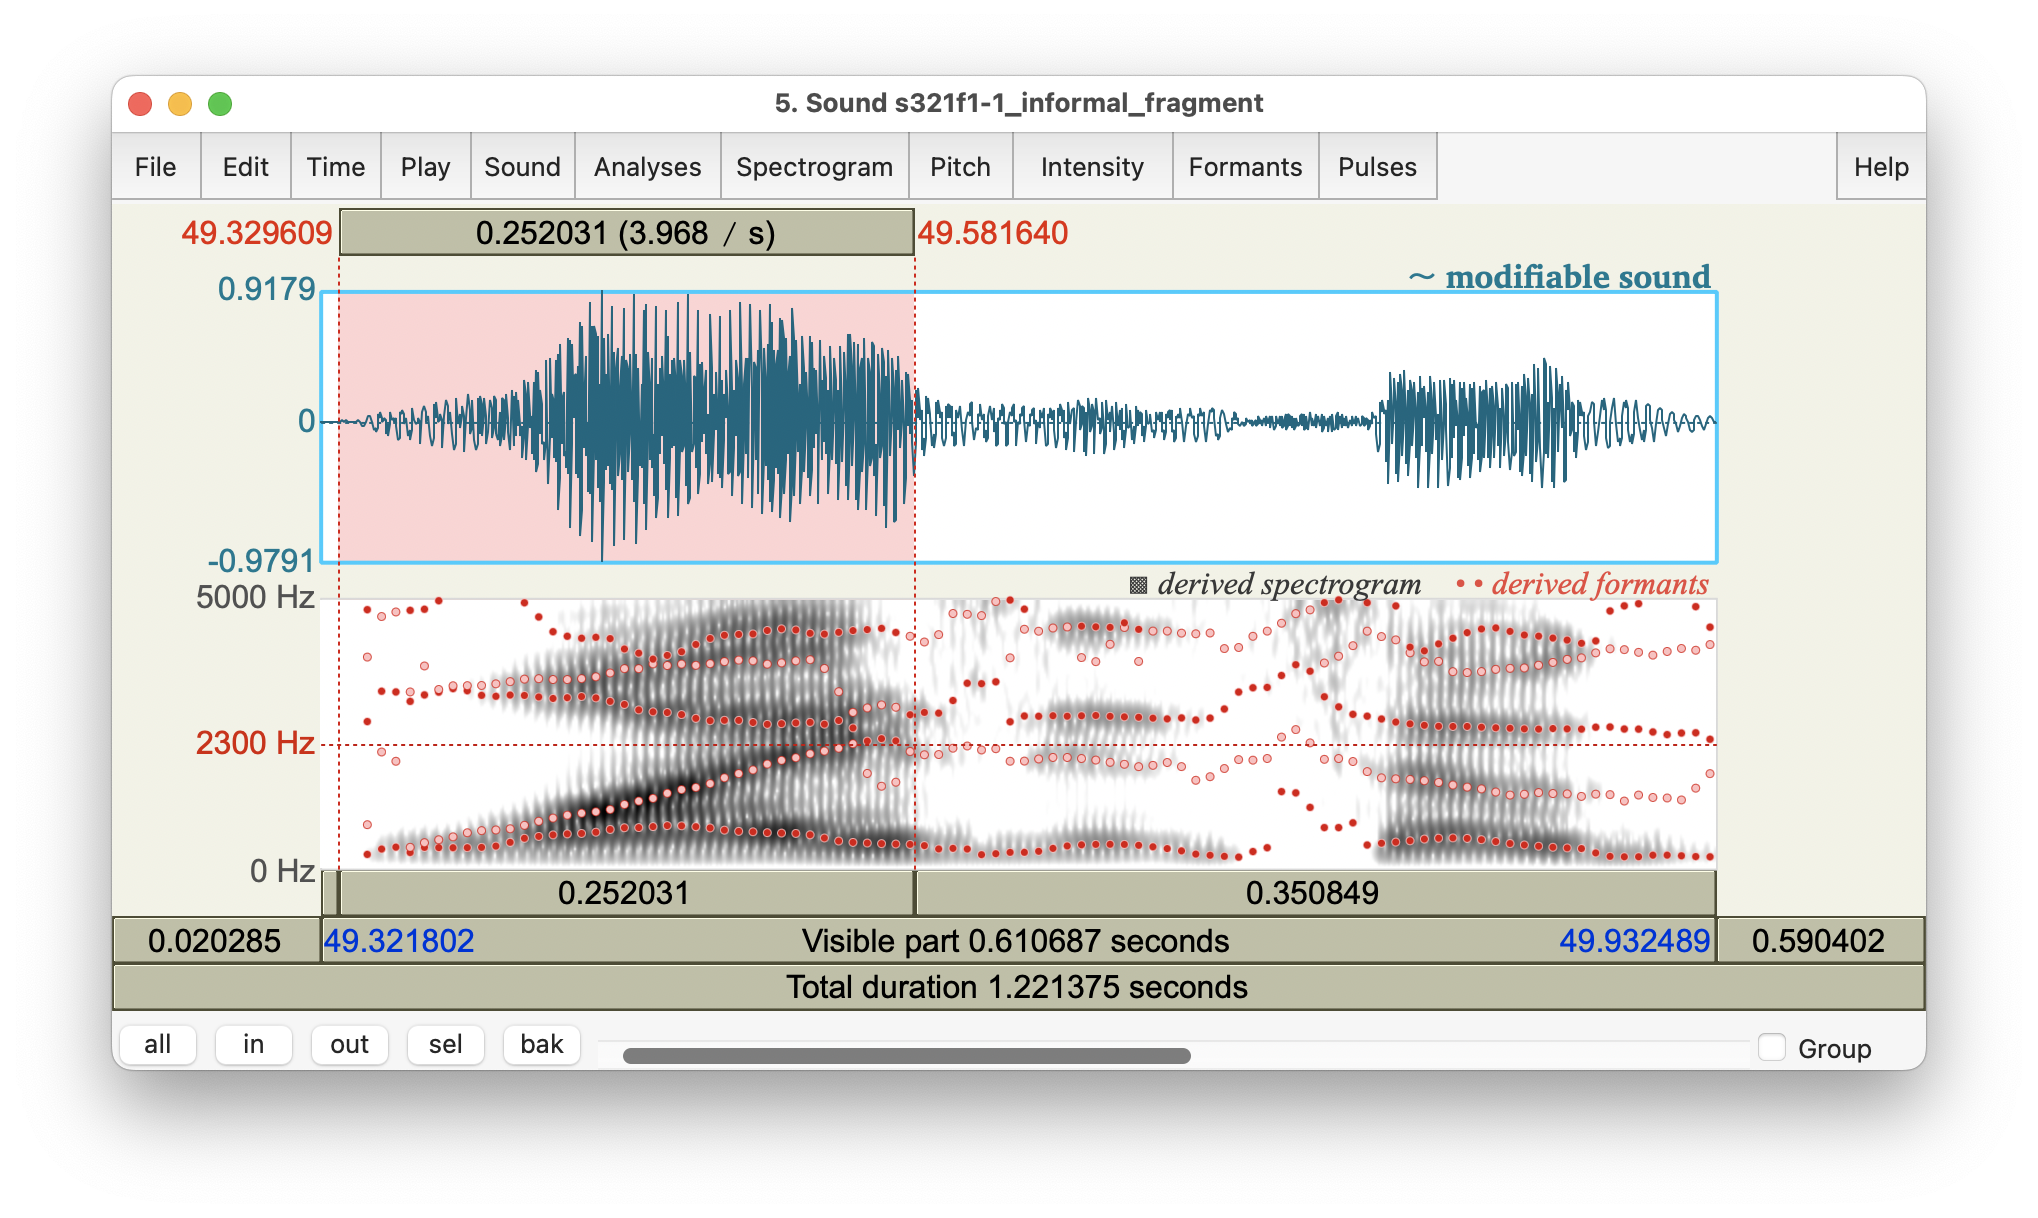 5. Sound s321f1-1_informal_fragment
File Edit Time Play Sound Analyses Spectrogram Pitch Intensity Formants Pulses Help
49.329609 0.252031 (3.968 / s) 49.581640
~ modifiable sound
0.9179
0
-0.9791
derived spectrogram derived formants
5000 Hz
2300 Hz
0 Hz
0.252031 0.350849
0.020285 49.321802 Visible part 0.610687 seconds 49.932489 0.590402
Total duration 1.221375 seconds
all in out sel bak Group